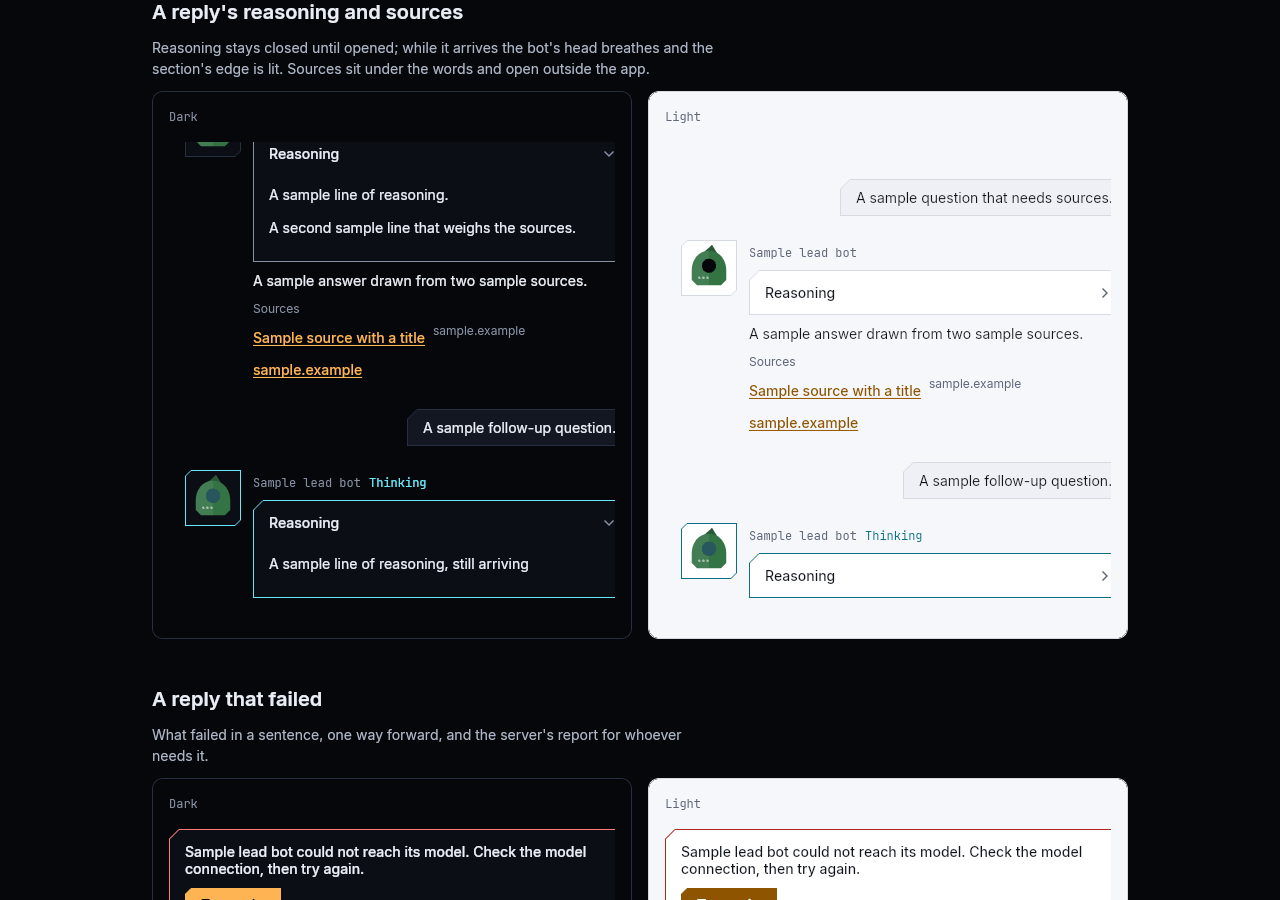 A reply's reasoning and sources
Reasoning stays closed until opened; while it arrives the bot's head breathes and the
section's edge is lit. Sources sit under the words and open outside the app.
Dark
Reasoning
A sample line of reasoning.
A second sample line that weighs the sources.
A sample answer drawn from two sample sources.
Sources
Sample source with a title sample.example
sample.example
A sample follow-up question.
Sample lead bot Thinking
Reasoning
A sample line of reasoning, still arriving
Light
A sample question that needs sources.
Sample lead bot
Reasoning
A sample answer drawn from two sample sources.
Sources
Sample source with a title sample.example
sample.example
A sample follow-up question.
Sample lead bot Thinking
Reasoning
A reply that failed
What failed in a sentence, one way forward, and the server's report for whoever
needs it.
Dark
Sample lead bot could not reach its model. Check the model
connection, then try again.
Light
Sample lead bot could not reach its model. Check the model
connection, then try again.